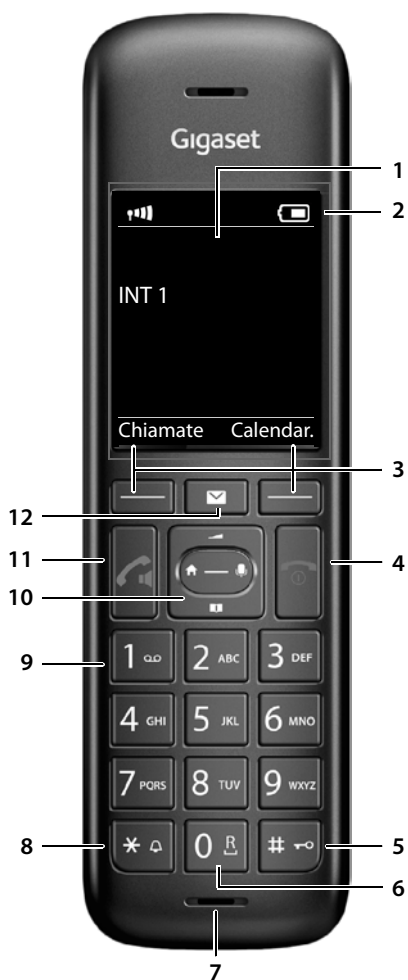 Gigaset
1
2
INT 1
Chiamate Calendar.
3
12
11
4
10
9
1 2 ABC 3 DEF
4 GHI 5 JKL 6 MNO
7 PQRS 8 TUV 9 WXYZ
8
* 0 R #
5
6
7